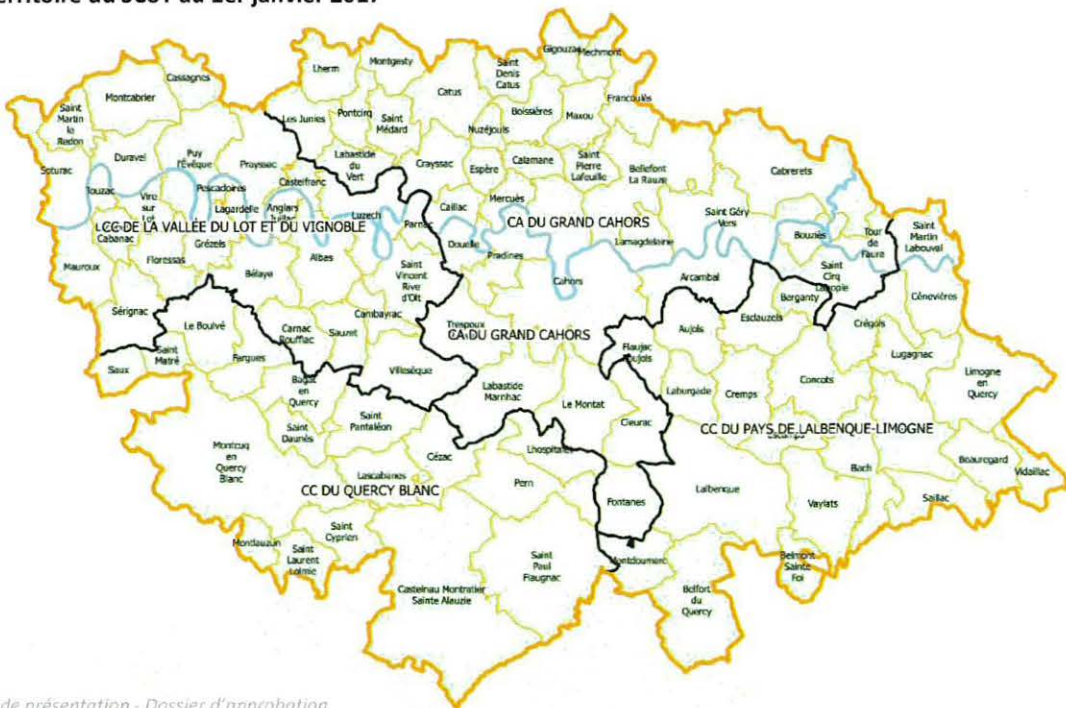 erritoire du SCoT au 1er janvier 2017
Gigouzac
Mechmont
Lherm
Montgesty
Saint
Denis
Catus
Cassagnes
Catus
Montcabrier
Francoulès
Boissières
Maxou
Saint
Martin
le
Redon
Les Junies
Pontcirq
Saint
Médard
Nuzéjouls
Duravel
Puy
l'Évêque
Prayssac
Labastide
du
Vert
Crayssac
Espère
Calamane
Saint
Pierre
Lafeuille
Bellefont
La Rauze
Cabrerets
Soturac
Castelfranc
Touzac
Vire
sur
Lot
Pescadoires
Lagardelle
Anglars
Juillac
Luzech
Parnac
Caillac
Mercuès
Saint Géry
Vers
CC DE LA VALLÉE DU LOT ET DU VIGNOBLE
CA DU GRAND CAHORS
Cabanac
Bouziès
Tour
de
Faure
Saint
Martin
Labouval
Floressas
Grézels
Douelle
Lamagdelaine
Pradines
Mauroux
Bélaye
Albas
Saint
Vincent
Rive
d'Olt
Cahors
Arcambal
Saint
Cirq
Lapopie
Berganty
Cénevières
Sérignac
Cambayrac
Esclauzels
Crégols
Le Boulvé
Carnac
Rouffiac
Sauzet
Trespoux
CA DU GRAND CAHORS
Aujols
Flaujac
Poujols
Lugagnac
Saint
Matré
Saux
Fargues
Villesèque
Limogne
en
Quercy
Bagat
en
Quercy
Labastide
Marnhac
Laburgade
Cremps
Concots
Le Montat
Saint
Pantaléon
Cieurac
CC DU PAYS DE LALBENQUE-LIMOGNE
Saint
Daunès
Montcuq
en
Quercy
Blanc
Cézac
Lhospitalet
Beauregard
Vidaillac
Lascabanes
Bach
CC DU QUERCY BLANC
Pern
Lalbenque
Fontanes
Vaylats
Saillac
Saint
Cyprien
Montlauzun
Saint
Laurent
Lolmie
Saint
Paul
Flaugnac
Montdoumerc
Belmont
Sainte
Foi
Castelnau Montratier
Sainte Alauzie
Belfort
du
Quercy
de présentation - Dossier d'approbation